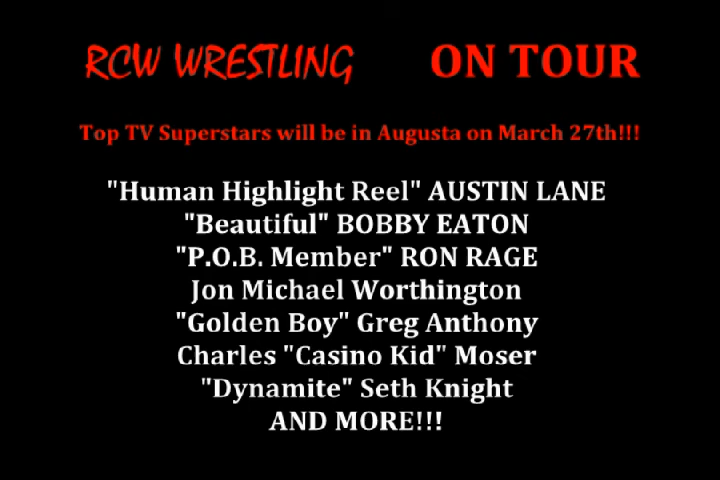 RCW WRESTLING ON TOUR
Top TV Superstars will be in Augusta on March 27th!!!
"Human Highlight Reel" AUSTIN LANE
"Beautiful" BOBBY EATON
"P.O.B. Member" RON RAGE
Jon Michael Worthington
"Golden Boy" Greg Anthony
Charles "Casino Kid" Moser
"Dynamite" Seth Knight
AND MORE!!!